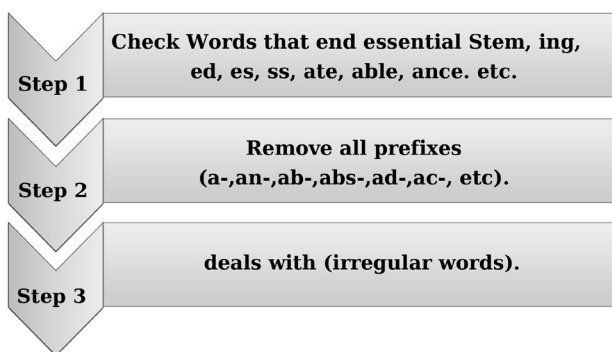 Step 1
Check Words that end essential Stem, ing,
ed, es, ss, ate, able, ance. etc.
Step 2
Remove all prefixes
(a-,an-,ab-,abs-,ad-,ac-, etc).
Step 3
deals with (irregular words).